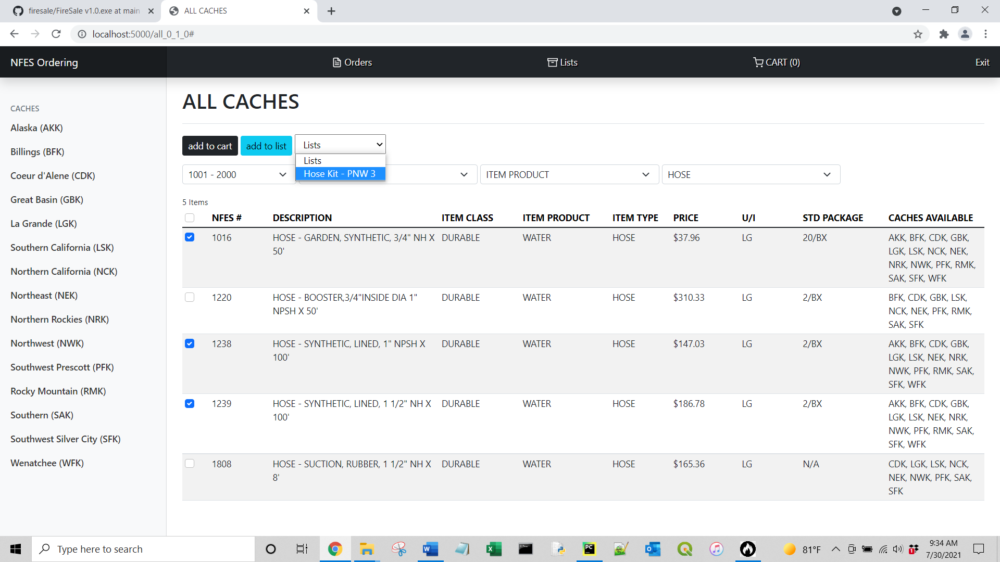 firesale/FireSale v1.0.exe at main
ALL CACHES
localhost:5000/all_0_1_0#
NFES Ordering
Orders
Lists
CART (0)
Exit
CACHES
Alaska (AKK)
Billings (BFK)
Coeur d'Alene (CDK)
Great Basin (GBK)
La Grande (LGK)
Southern California (LSK)
Northern California (NCK)
Northeast (NEK)
Northern Rockies (NRK)
Northwest (NWK)
Southwest Prescott (PFK)
Rocky Mountain (RMK)
Southern (SAK)
Southwest Silver City (SFK)
Wenatchee (WFK)
ALL CACHES
add to cart
add to list
Lists
Lists
Hose Kit - PNW 3
1001 - 2000
ITEM PRODUCT
HOSE
5 Items
NFES # DESCRIPTION ITEM CLASS ITEM PRODUCT ITEM TYPE PRICE U/I STD PACKAGE CACHES AVAILABLE
1016 HOSE - GARDEN, SYNTHETIC, 3/4" NH X DURABLE WATER HOSE $37.96 LG 20/BX AKK, BFK, CDK, GBK,
50' LGK, LSK, NCK, NEK,
NRK, NWK, PFK, RMK,
SAK, SFK, WFK
1220 HOSE - BOOSTER,3/4"INSIDE DIA 1" DURABLE WATER HOSE $310.33 LG 2/BX BFK, CDK, GBK, LSK,
NPSH X 50' NCK, NEK, PFK, RMK,
SAK, SFK
1238 HOSE - SYNTHETIC, LINED, 1" NPSH X DURABLE WATER HOSE $147.03 LG 2/BX AKK, BFK, CDK, GBK,
100' LGK, LSK, NEK, NRK,
NWK, PFK, RMK, SAK,
SFK, WFK
1239 HOSE - SYNTHETIC, LINED, 1 1/2" NH X DURABLE WATER HOSE $186.78 LG 2/BX AKK, BFK, CDK, GBK,
100' LGK, LSK, NEK, NRK,
NWK, PFK, RMK, SAK,
SFK, WFK
1808 HOSE - SUCTION, RUBBER, 1 1/2" NH X DURABLE WATER HOSE $165.36 LG N/A CDK, LGK, LSK, NCK,
8' NEK, NWK, PFK, SAK,
SFK
Type here to search
81°F
9:34 AM
7/30/2021